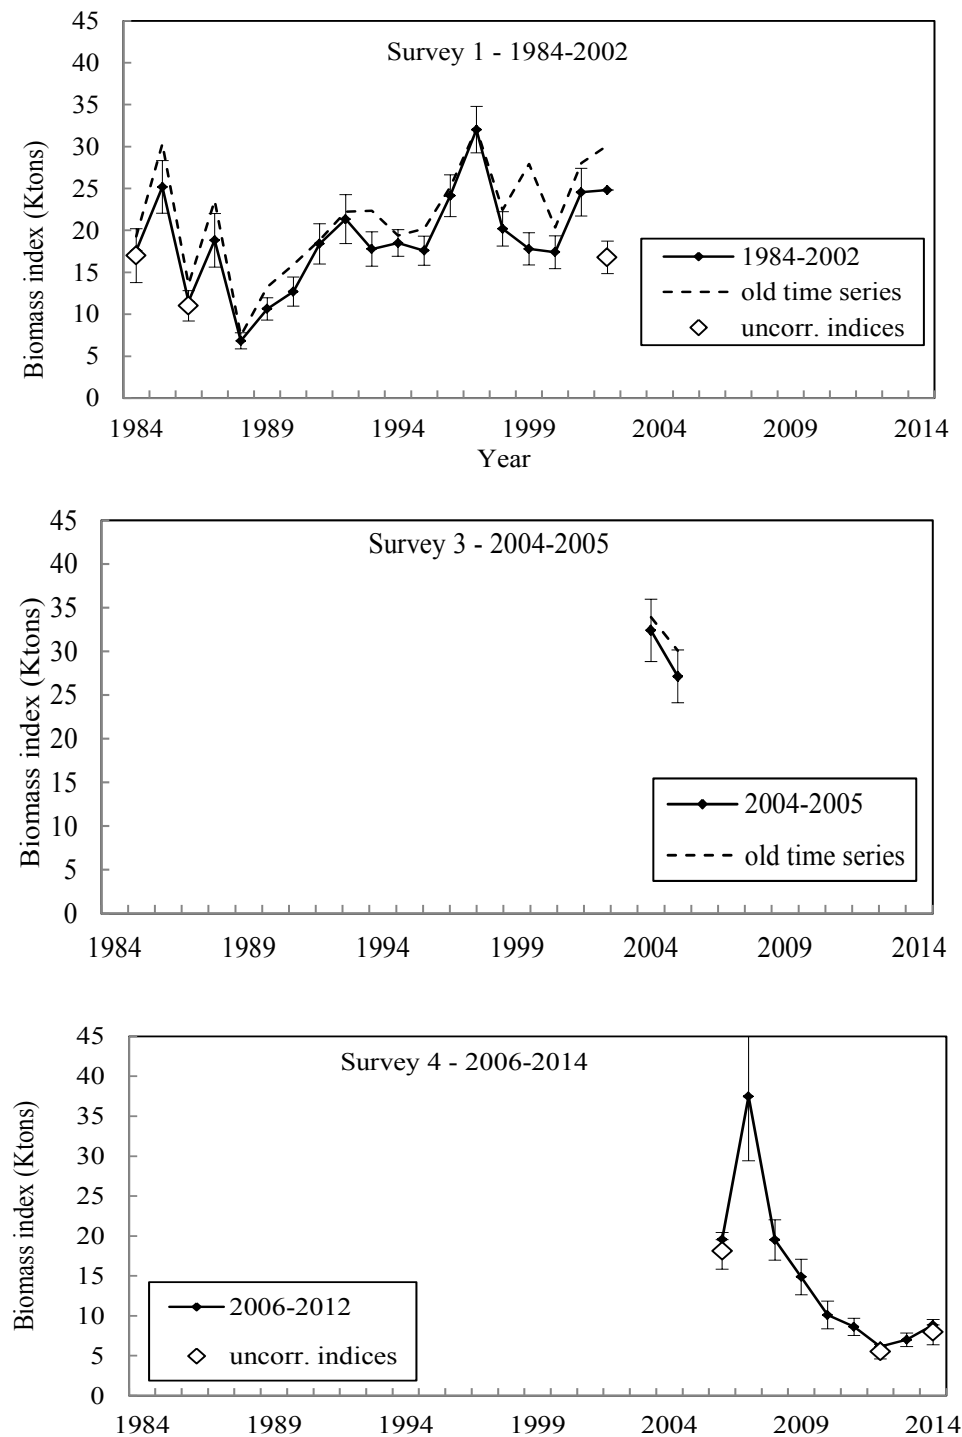 45
Survey 1 - 1984-2002
40
35
30
25
20
15
10
5
0
Biomass index (Ktons)
1984-2002
old time series
uncorr. indices
1984 1989 1994 1999 2004 2009 2014
Year
45
Survey 3 - 2004-2005
40
35
30
25
20
15
10
5
0
Biomass index (Ktons)
2004-2005
old time series
1984 1989 1994 1999 2004 2009 2014
45
Survey 4 - 2006-2014
40
35
30
25
20
15
10
5
0
Biomass index (Ktons)
2006-2012
uncorr. indices
1984 1989 1994 1999 2004 2009 2014